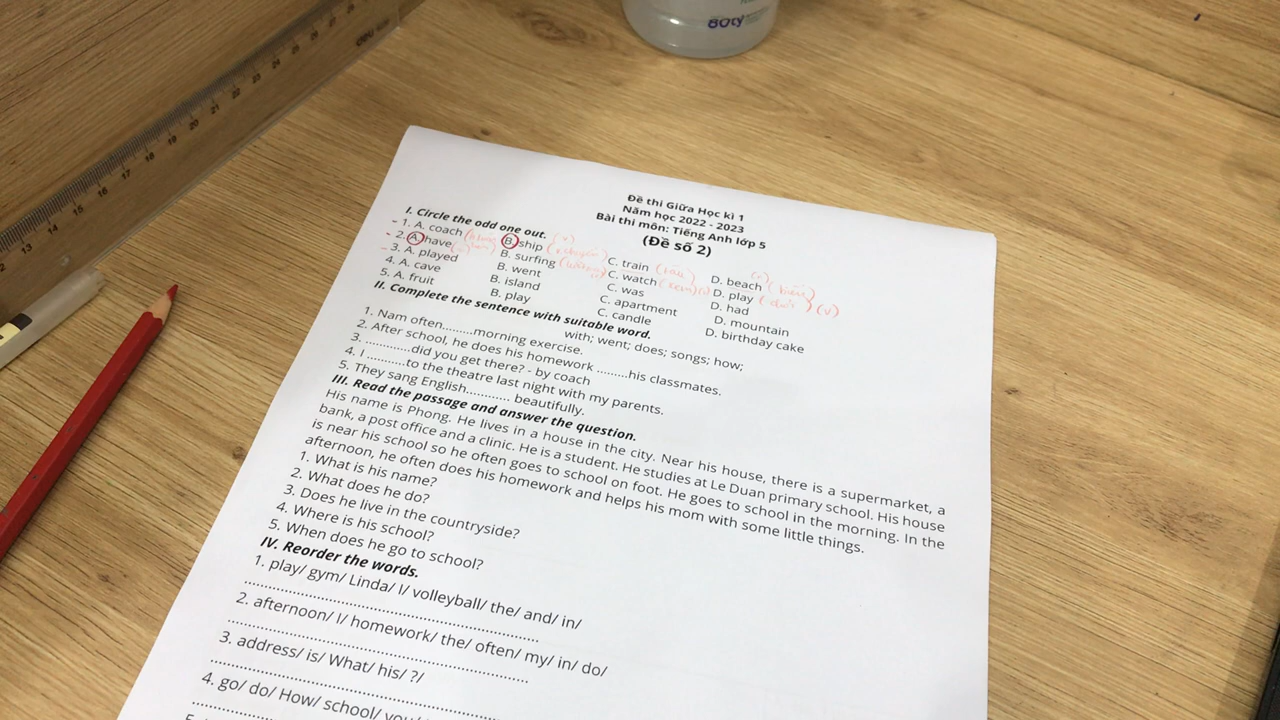 80ty
deli
Đề thi Giữa Học kì 1
Năm học 2022 - 2023
Bài thi môn: Tiếng Anh lớp 5
(Đề số 2)
I. Circle the odd one out.
1. A. coach B. ship (v) C. train (tàu) D. beach (v) (biển)
2. A. have B. surfing C. watch (xem) (v) D. play (chơi) (v)
3. A. played B. went C. was D. had
4. A. cave B. island C. apartment D. mountain
5. A. fruit B. play C. candle D. birthday cake
II. Complete the sentence with suitable word.
with; went; does; songs; how;
1. Nam often.........morning exercise.
2. After school, he does his homework .........his classmates.
3. .............did you get there? - by coach
4. I ...........to the theatre last night with my parents.
5. They sang English............ beautifully.
III. Read the passage and answer the question.
His name is Phong. He lives in a house in the city. Near his house, there is a supermarket, a
bank, a post office and a clinic. He is a student. He studies at Le Duan primary school. His house
is near his school so he often goes to school on foot. He goes to school in the morning. In the
afternoon, he often does his homework and helps his mom with some little things.
1. What is his name?
2. What does he do?
3. Does he live in the countryside?
4. Where is his school?
5. When does he go to school?
IV. Reorder the words.
1. play/ gym/ Linda/ I/ volleyball/ the/ and/ in/
2. afternoon/ I/ homework/ the/ often/ my/ in/ do/
3. address/ is/ What/ his/ ?/
4. go/ do/ How/ school/ you/